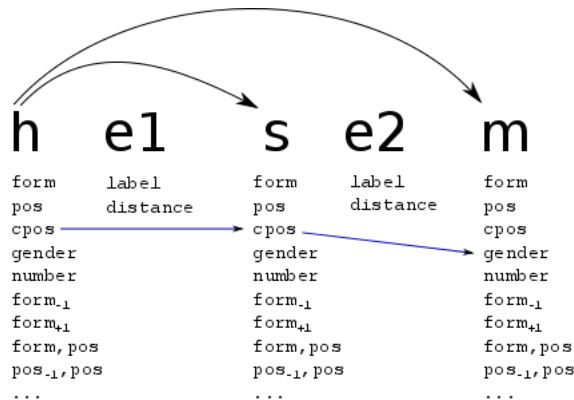 h e1 s e2 m
form label form label form
pos distance pos distance pos
cpos cpos cpos
gender gender gender
number number number
form-1 form-1 form-1
form+1 form+1 form+1
form,pos form,pos form,pos
pos-1,pos pos-1,pos pos-1,pos
... ... ...